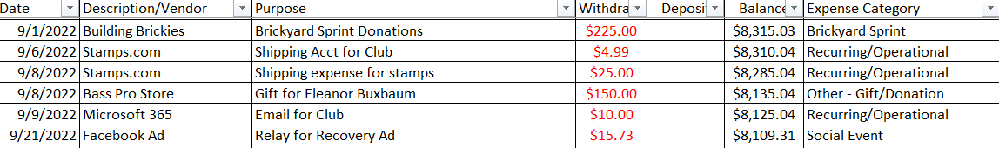 Date Description/Vendor Purpose Withdra Deposi Balanc Expense Category
9/1/2022 Building Brickies Brickyard Sprint Donations $225.00 $8,315.03 Brickyard Sprint
9/6/2022 Stamps.com Shipping Acct for Club $4.99 $8,310.04 Recurring/Operational
9/8/2022 Stamps.com Shipping expense for stamps $25.00 $8,285.04 Recurring/Operational
9/8/2022 Bass Pro Store Gift for Eleanor Buxbaum $150.00 $8,135.04 Other - Gift/Donation
9/9/2022 Microsoft 365 Email for Club $10.00 $8,125.04 Recurring/Operational
9/21/2022 Facebook Ad Relay for Recovery Ad $15.73 $8,109.31 Social Event